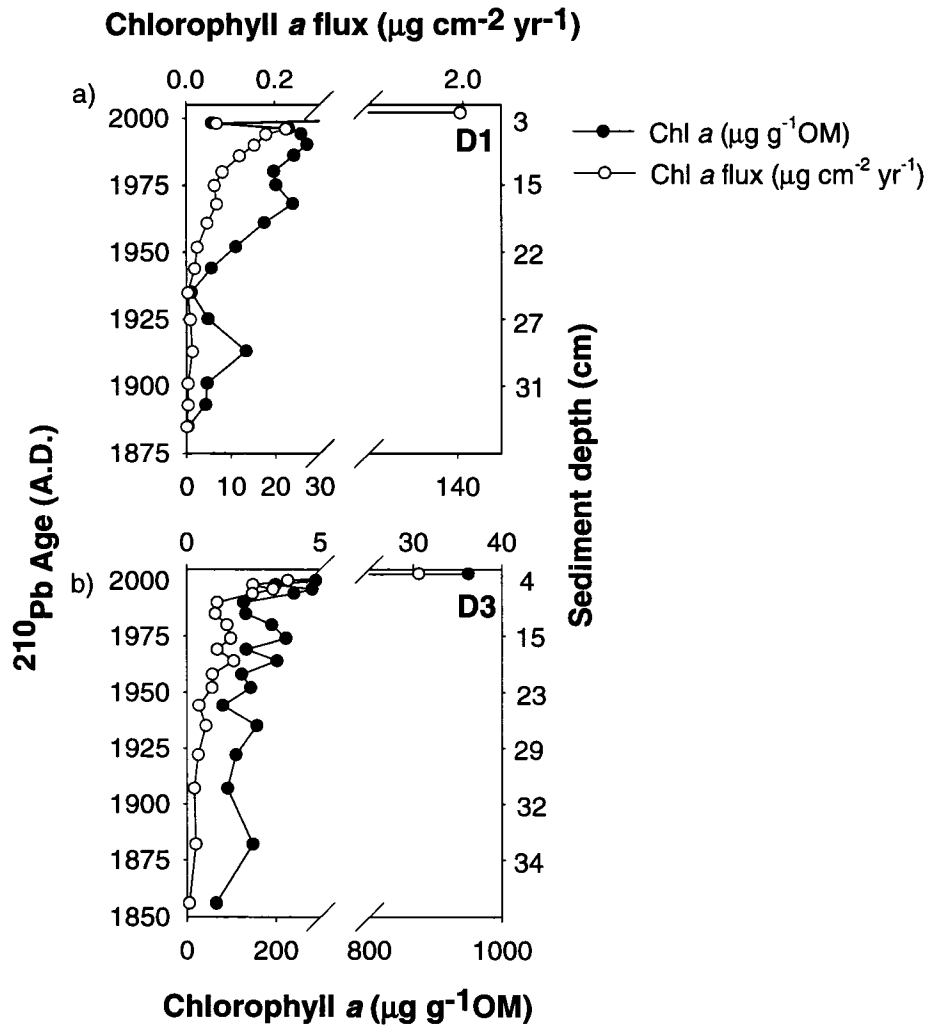 Chlorophyll a flux (µg cm-2 yr-1)
0.0 0.2 2.0
a)
2000 3
D1
1975 15
1950 22
1925 27
1900 31
1875
0 10 20 30 140
Chl a (µg g-1OM)
Chl a flux (µg cm-2 yr-1)
210Pb Age (A.D.)
Sediment depth (cm)
0 5 30 40
b)
2000 4
D3
1975 15
1950 23
1925 29
1900 32
1875 34
1850
0 200 800 1000
Chlorophyll a (µg g-1OM)